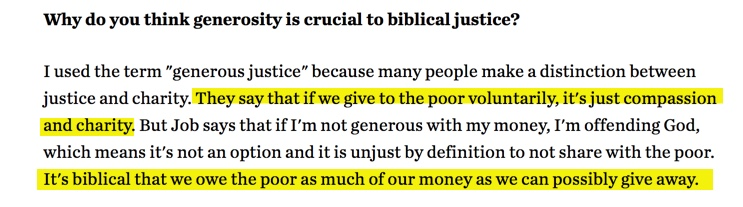 Why do you think generosity is crucial to biblical justice?
I used the term "generous justice" because many people make a distinction between
justice and charity. They say that if we give to the poor voluntarily, it's just compassion
and charity. But Job says that if I'm not generous with my money, I'm offending God,
which means it's not an option and it is unjust by definition to not share with the poor.
It's biblical that we owe the poor as much of our money as we can possibly give away.